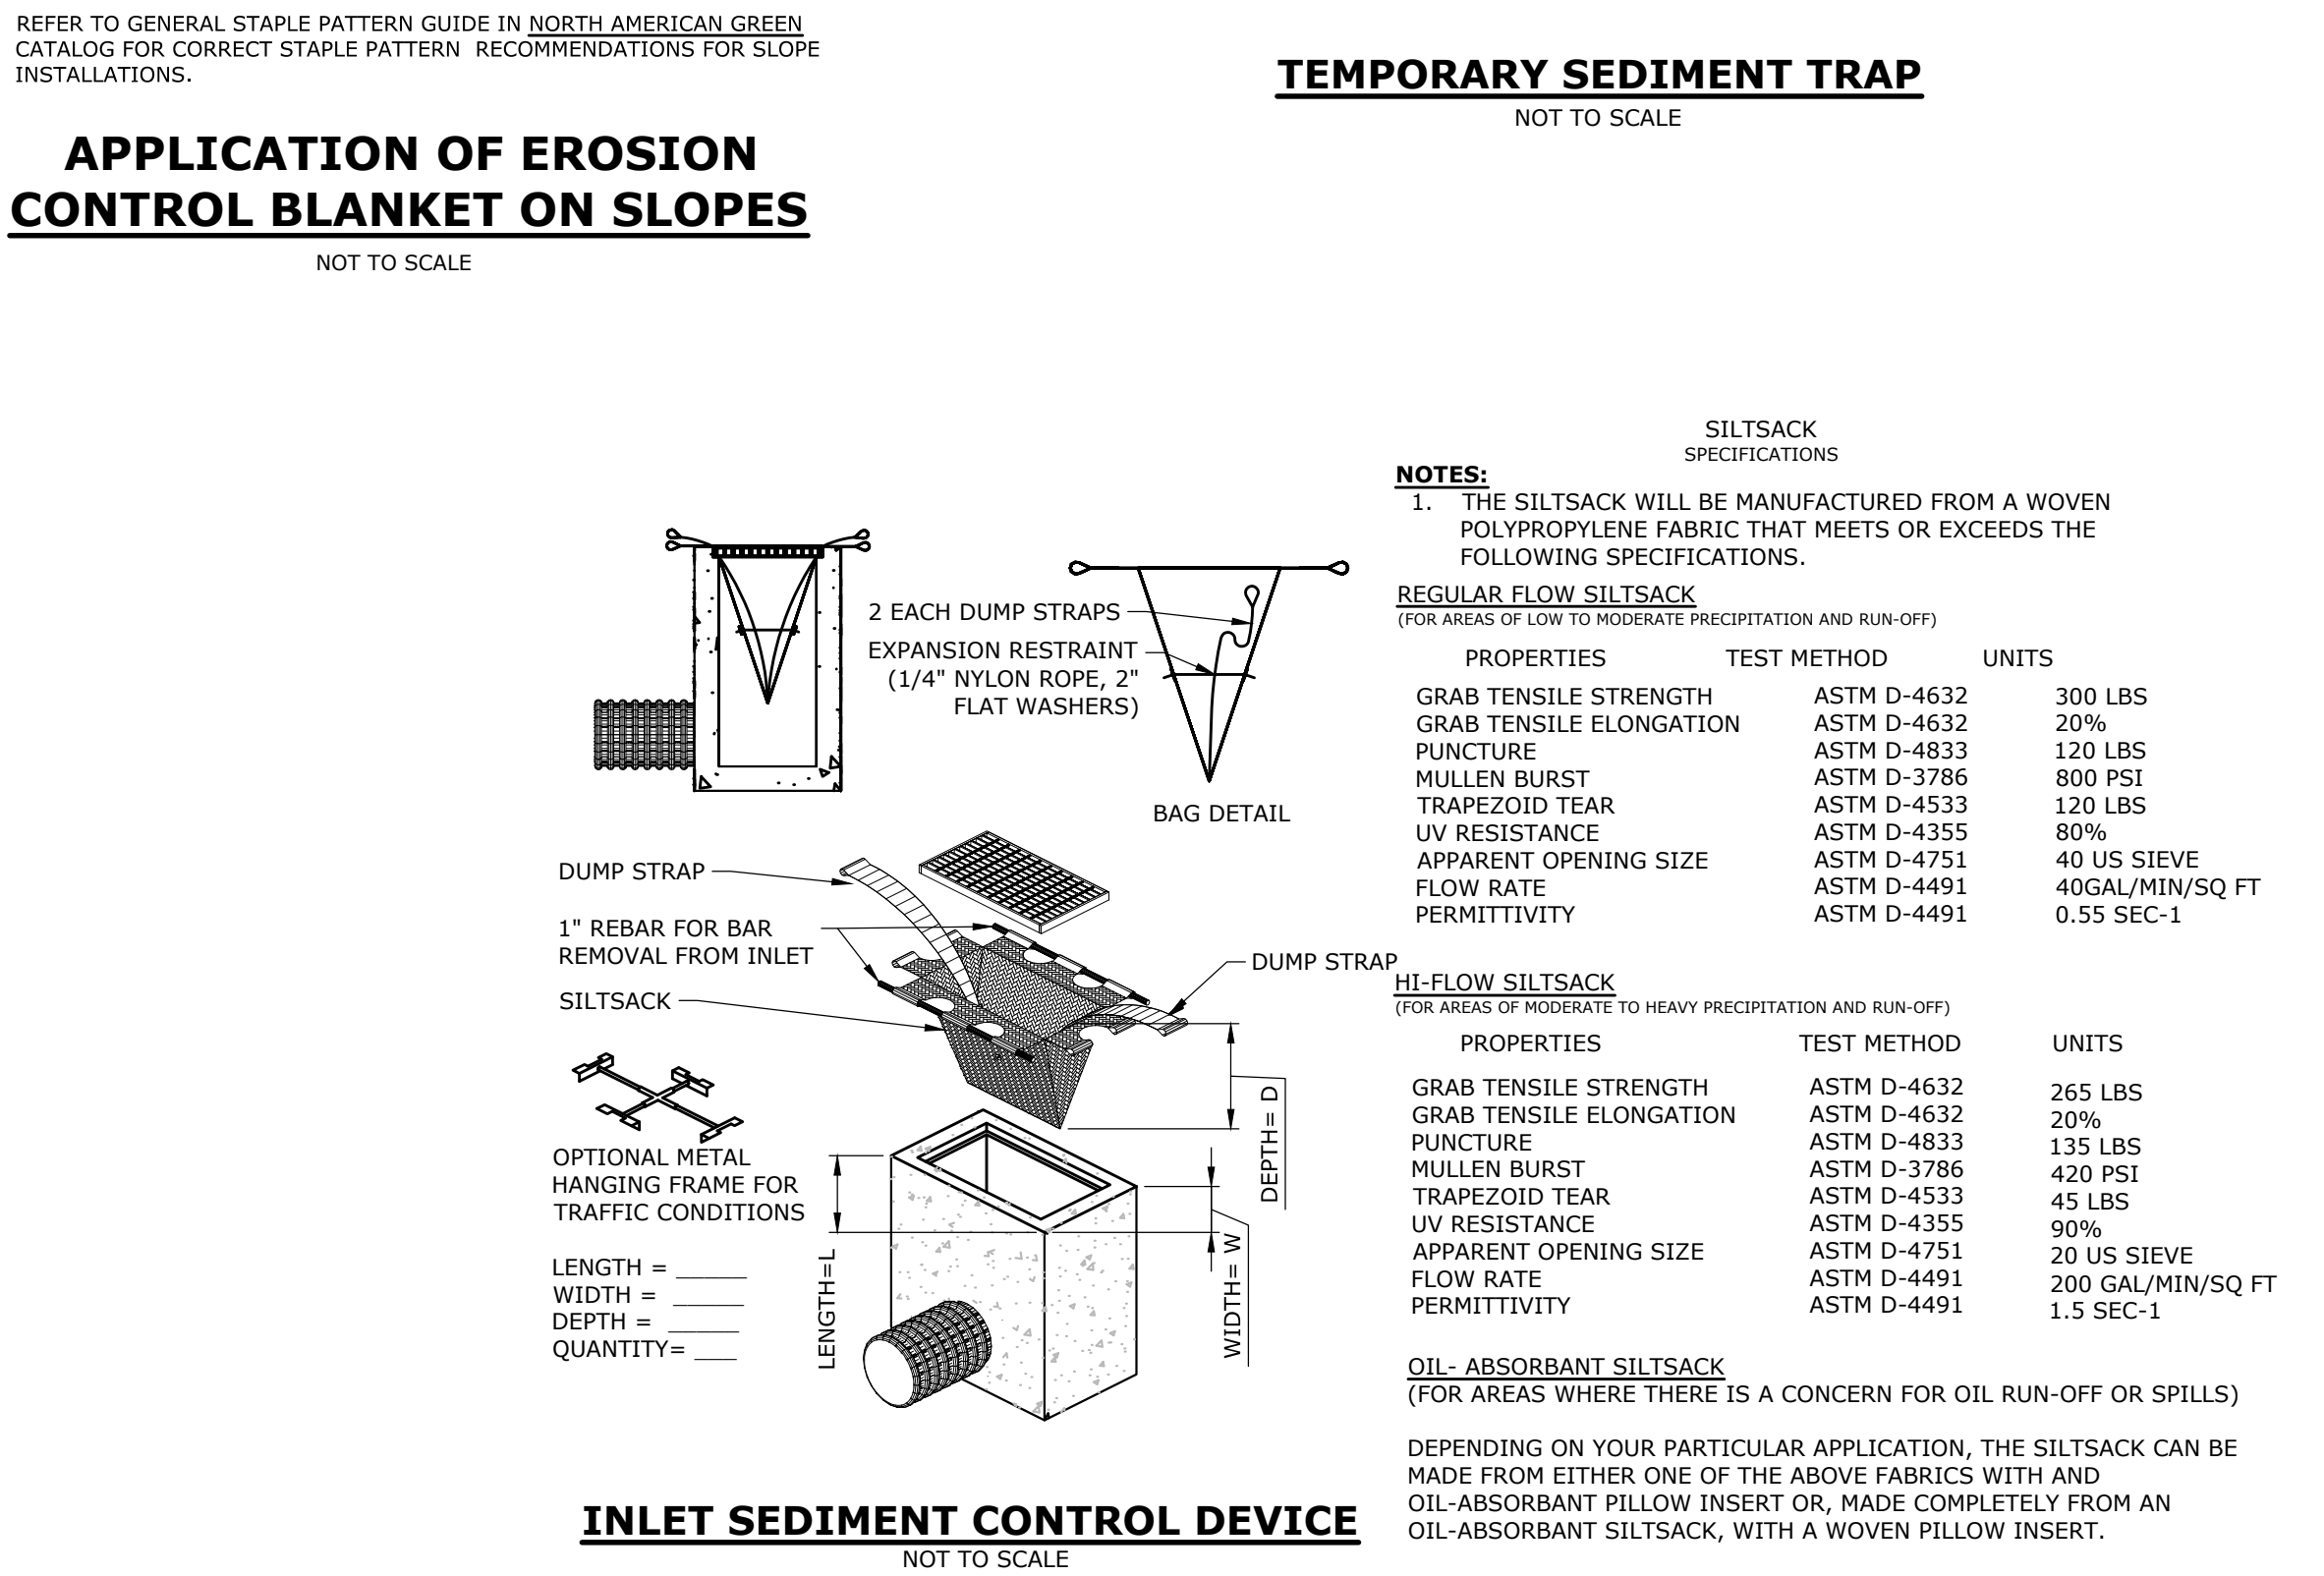 REFER TO GENERAL STAPLE PATTERN GUIDE IN NORTH AMERICAN GREEN
CATALOG FOR CORRECT STAPLE PATTERN RECOMMENDATIONS FOR SLOPE
INSTALLATIONS.
APPLICATION OF EROSION
CONTROL BLANKET ON SLOPES
NOT TO SCALE
TEMPORARY SEDIMENT TRAP
NOT TO SCALE
2 EACH DUMP STRAPS
EXPANSION RESTRAINT
(1/4" NYLON ROPE, 2"
FLAT WASHERS)
BAG DETAIL
DUMP STRAP
1" REBAR FOR BAR
REMOVAL FROM INLET
SILTSACK
DUMP STRAP
OPTIONAL METAL
HANGING FRAME FOR
TRAFFIC CONDITIONS
LENGTH = _____
WIDTH = _____
DEPTH = _____
QUANTITY= ___
LENGTH=L
DEPTH= D
WIDTH= W
INLET SEDIMENT CONTROL DEVICE
NOT TO SCALE
SILTSACK
SPECIFICATIONS
NOTES:
1. THE SILTSACK WILL BE MANUFACTURED FROM A WOVEN
POLYPROPYLENE FABRIC THAT MEETS OR EXCEEDS THE
FOLLOWING SPECIFICATIONS.
REGULAR FLOW SILTSACK
(FOR AREAS OF LOW TO MODERATE PRECIPITATION AND RUN-OFF)
PROPERTIES TEST METHOD UNITS
GRAB TENSILE STRENGTH ASTM D-4632 300 LBS
GRAB TENSILE ELONGATION ASTM D-4632 20%
PUNCTURE ASTM D-4833 120 LBS
MULLEN BURST ASTM D-3786 800 PSI
TRAPEZOID TEAR ASTM D-4533 120 LBS
UV RESISTANCE ASTM D-4355 80%
APPARENT OPENING SIZE ASTM D-4751 40 US SIEVE
FLOW RATE ASTM D-4491 40GAL/MIN/SQ FT
PERMITTIVITY ASTM D-4491 0.55 SEC-1
HI-FLOW SILTSACK
(FOR AREAS OF MODERATE TO HEAVY PRECIPITATION AND RUN-OFF)
PROPERTIES TEST METHOD UNITS
GRAB TENSILE STRENGTH ASTM D-4632 265 LBS
GRAB TENSILE ELONGATION ASTM D-4632 20%
PUNCTURE ASTM D-4833 135 LBS
MULLEN BURST ASTM D-3786 420 PSI
TRAPEZOID TEAR ASTM D-4533 45 LBS
UV RESISTANCE ASTM D-4355 90%
APPARENT OPENING SIZE ASTM D-4751 20 US SIEVE
FLOW RATE ASTM D-4491 200 GAL/MIN/SQ FT
PERMITTIVITY ASTM D-4491 1.5 SEC-1
OIL- ABSORBANT SILTSACK
(FOR AREAS WHERE THERE IS A CONCERN FOR OIL RUN-OFF OR SPILLS)
DEPENDING ON YOUR PARTICULAR APPLICATION, THE SILTSACK CAN BE
MADE FROM EITHER ONE OF THE ABOVE FABRICS WITH AND
OIL-ABSORBANT PILLOW INSERT OR, MADE COMPLETELY FROM AN
OIL-ABSORBANT SILTSACK, WITH A WOVEN PILLOW INSERT.